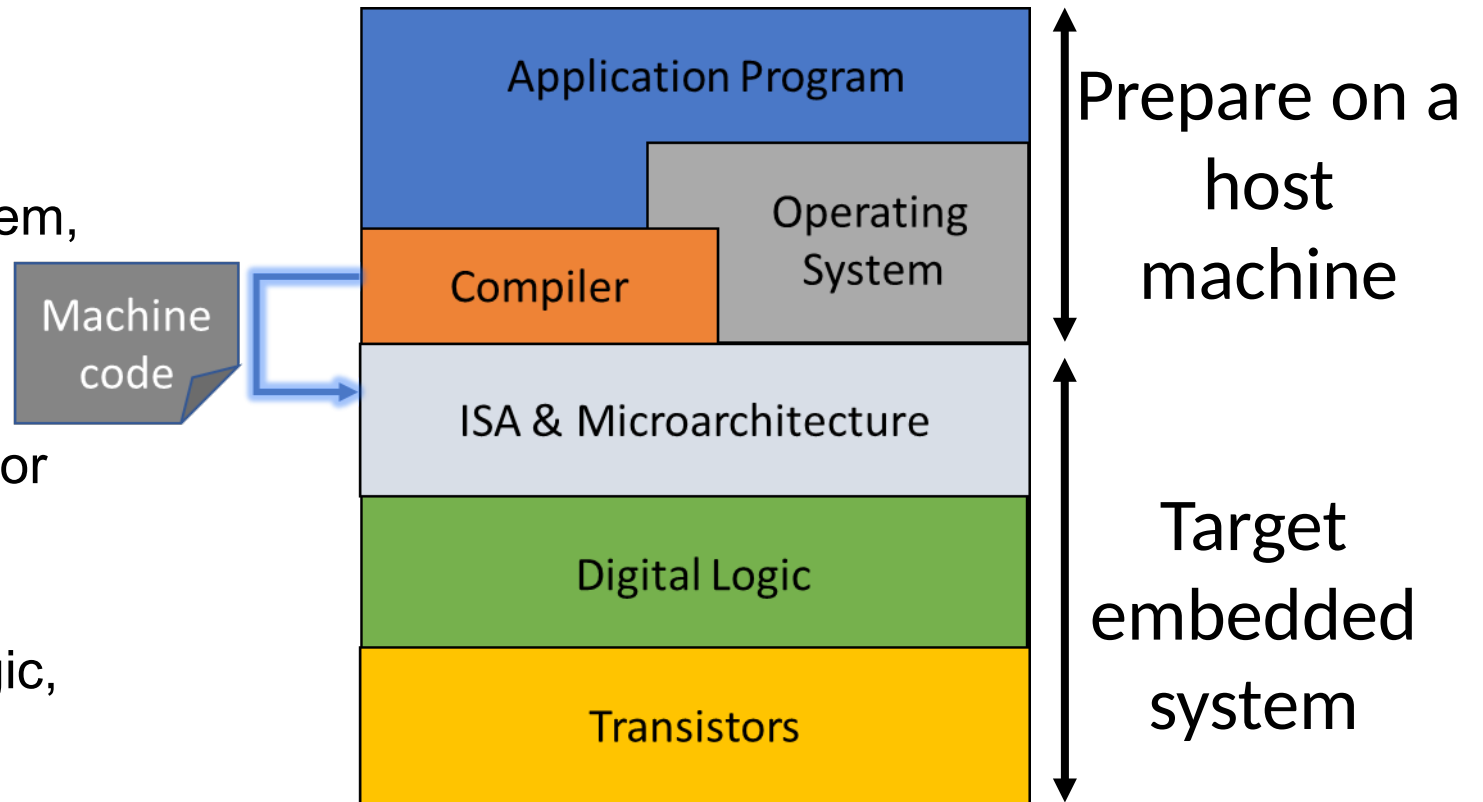 em,
or
gic,
Machine
code
Application Program
Operating
System
Compiler
ISA & Microarchitecture
Digital Logic
Transistors
Prepare on a
host
machine
Target
embedded
system